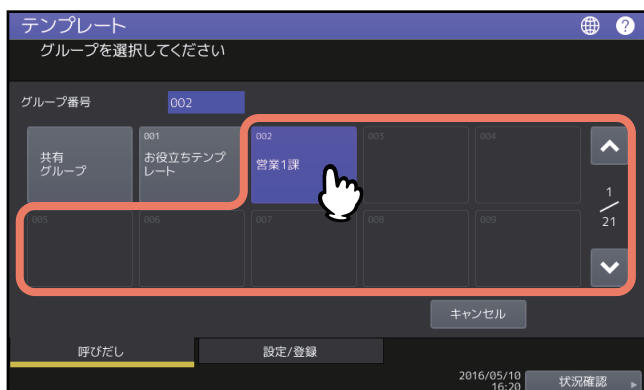 テンプレート
?
グループを選択してください
グループ番号 002
共有
グループ
001
お役立ちテンプ
レート
002
営業1課
003
004
1
/
21
005
006
007
008
009
キャンセル
呼びだし
設定/登録
2016/05/10
16:20
状況確認